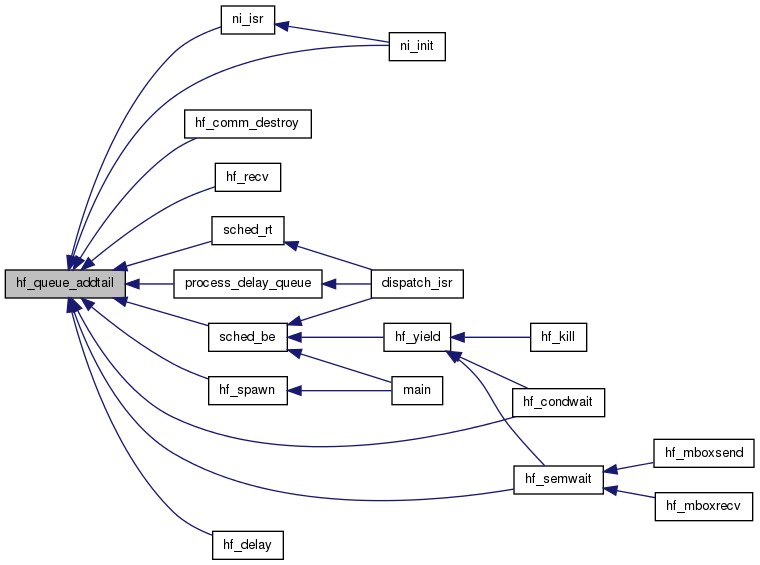 ni_isr
ni_init
hf_comm_destroy
hf_recv
sched_rt
hf_queue_addtail
process_delay_queue
dispatch_isr
sched_be
hf_yield
hf_kill
hf_spawn
main
hf_condwait
hf_mboxsend
hf_semwait
hf_mboxrecv
hf_delay